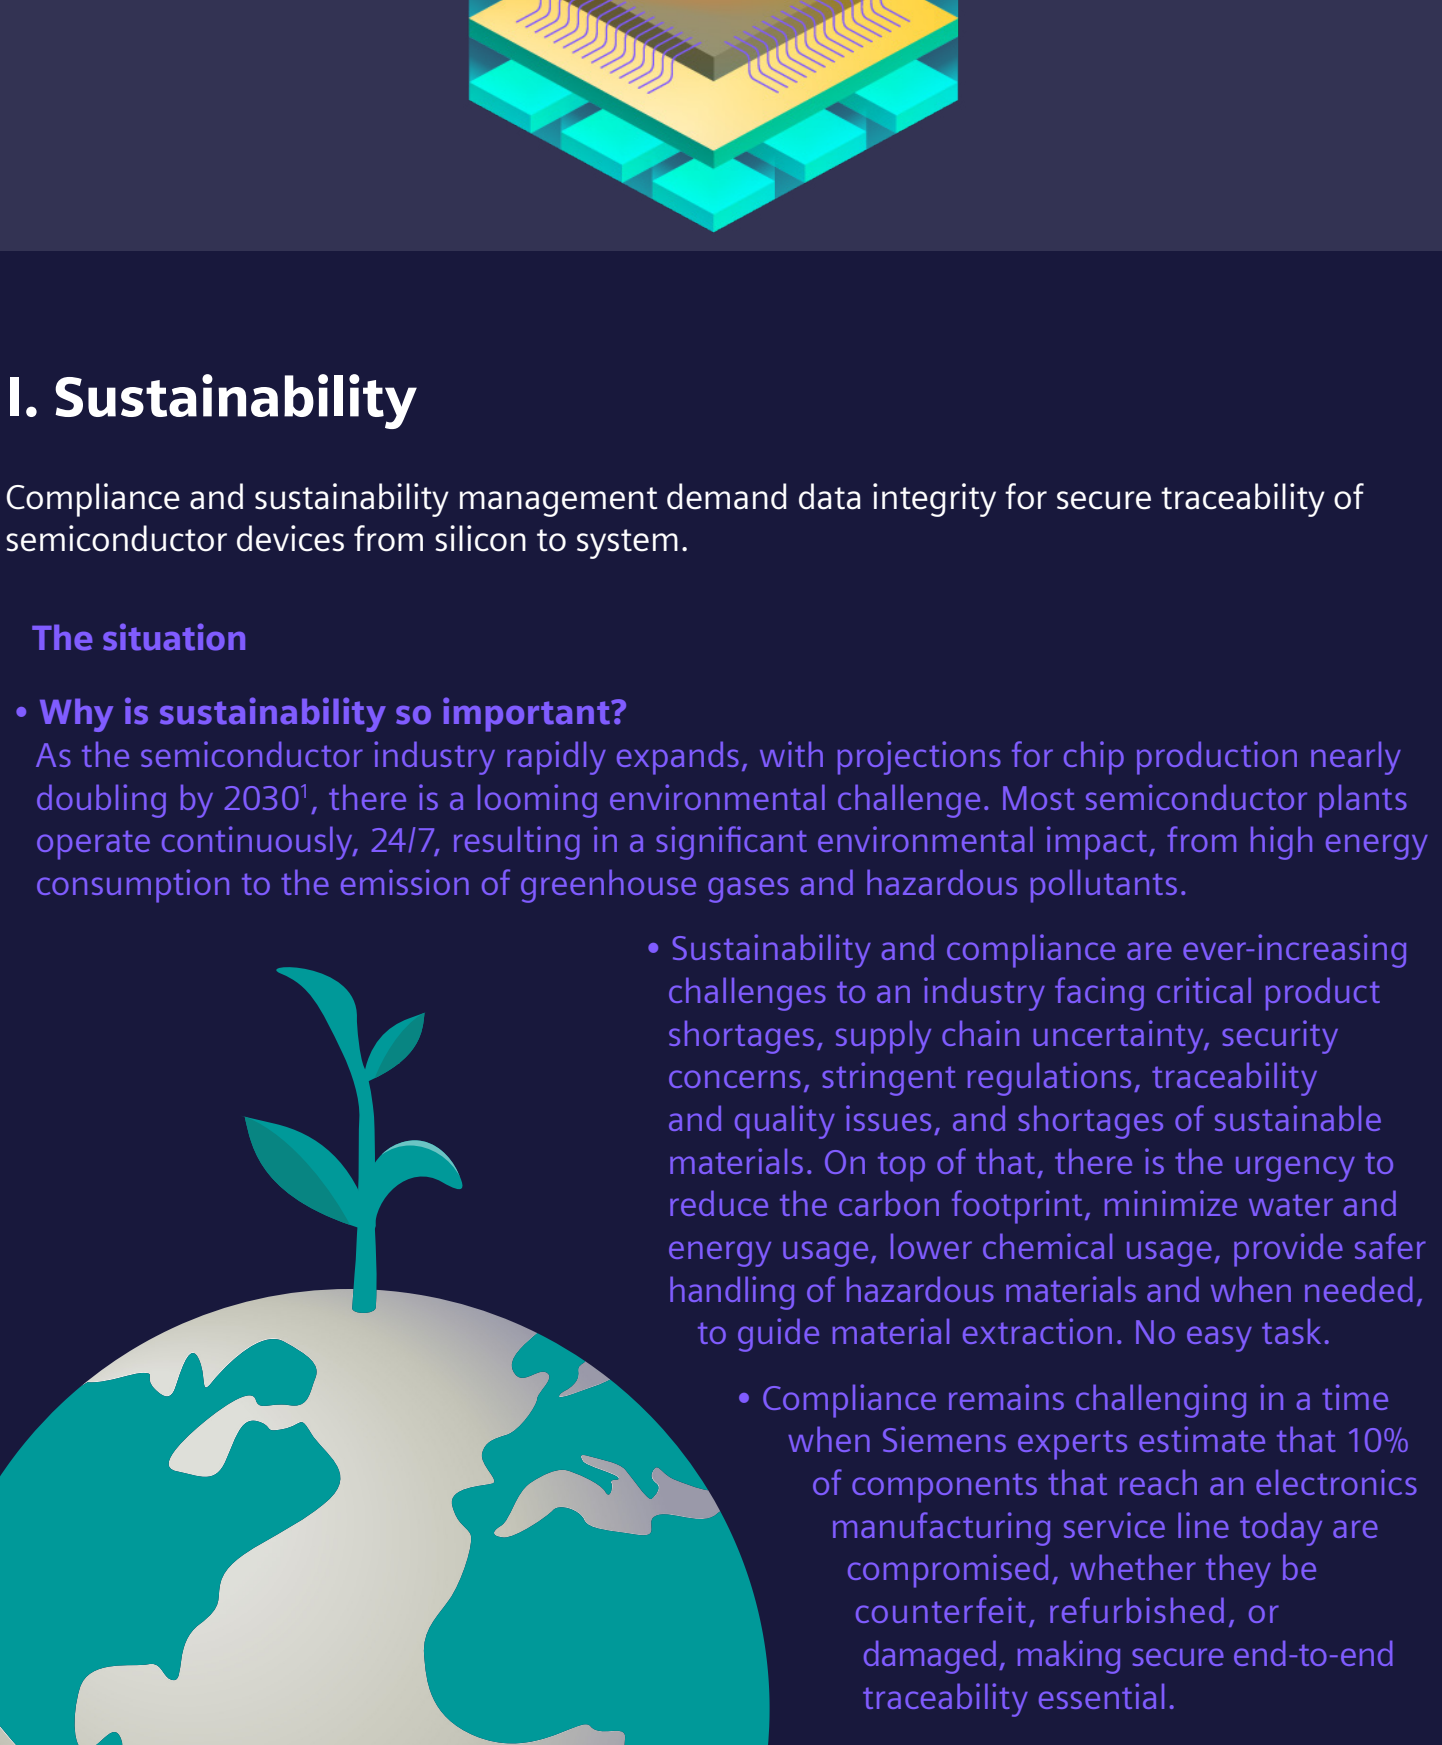 I. Sustainability
Compliance and sustainability management demand data integrity for secure traceability of
semiconductor devices from silicon to system.
The situation
• Why is sustainability so important?
As the semiconductor industry rapidly expands, with projections for chip production nearly
doubling by 2030¹, there is a looming environmental challenge. Most semiconductor plants
operate continuously, 24/7, resulting in a significant environmental impact, from high energy
consumption to the emission of greenhouse gases and hazardous pollutants.
• Sustainability and compliance are ever-increasing
challenges to an industry facing critical product
shortages, supply chain uncertainty, security
concerns, stringent regulations, traceability
and quality issues, and shortages of sustainable
materials. On top of that, there is the urgency to
reduce the carbon footprint, minimize water and
energy usage, lower chemical usage, provide safer
handling of hazardous materials and when needed,
to guide material extraction. No easy task.
• Compliance remains challenging in a time
when Siemens experts estimate that 10%
of components that reach an electronics
manufacturing service line today are
compromised, whether they be
counterfeit, refurbished, or
damaged, making secure end-to-end
traceability essential.